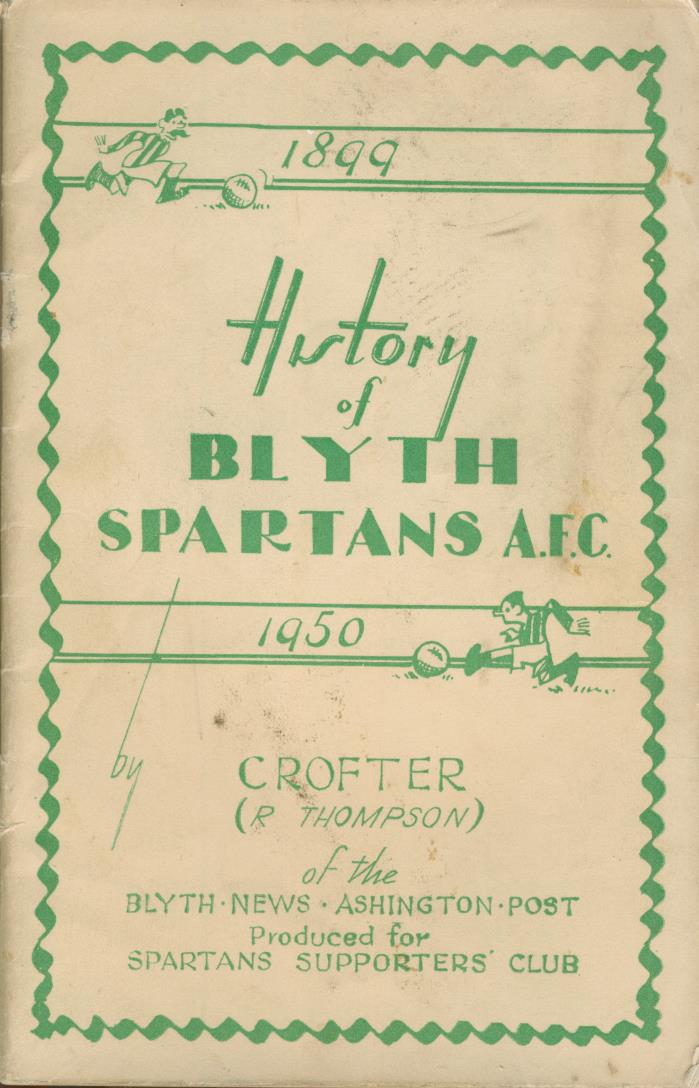 1899
History
of
BLYTH
SPARTANS A.F.C.
1950
by CROFTER
(R THOMPSON)
of the
BLYTH·NEWS·ASHINGTON·POST
Produced for
SPARTANS SUPPORTERS' CLUB